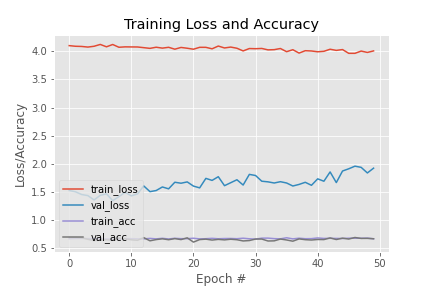 Training Loss and Accuracy
4.0
3.5
3.0
2.5
2.0
1.5
1.0
0.5
Loss/Accuracy
train_loss
val_loss
train_acc
val_acc
0 10 20 30 40 50
Epoch #